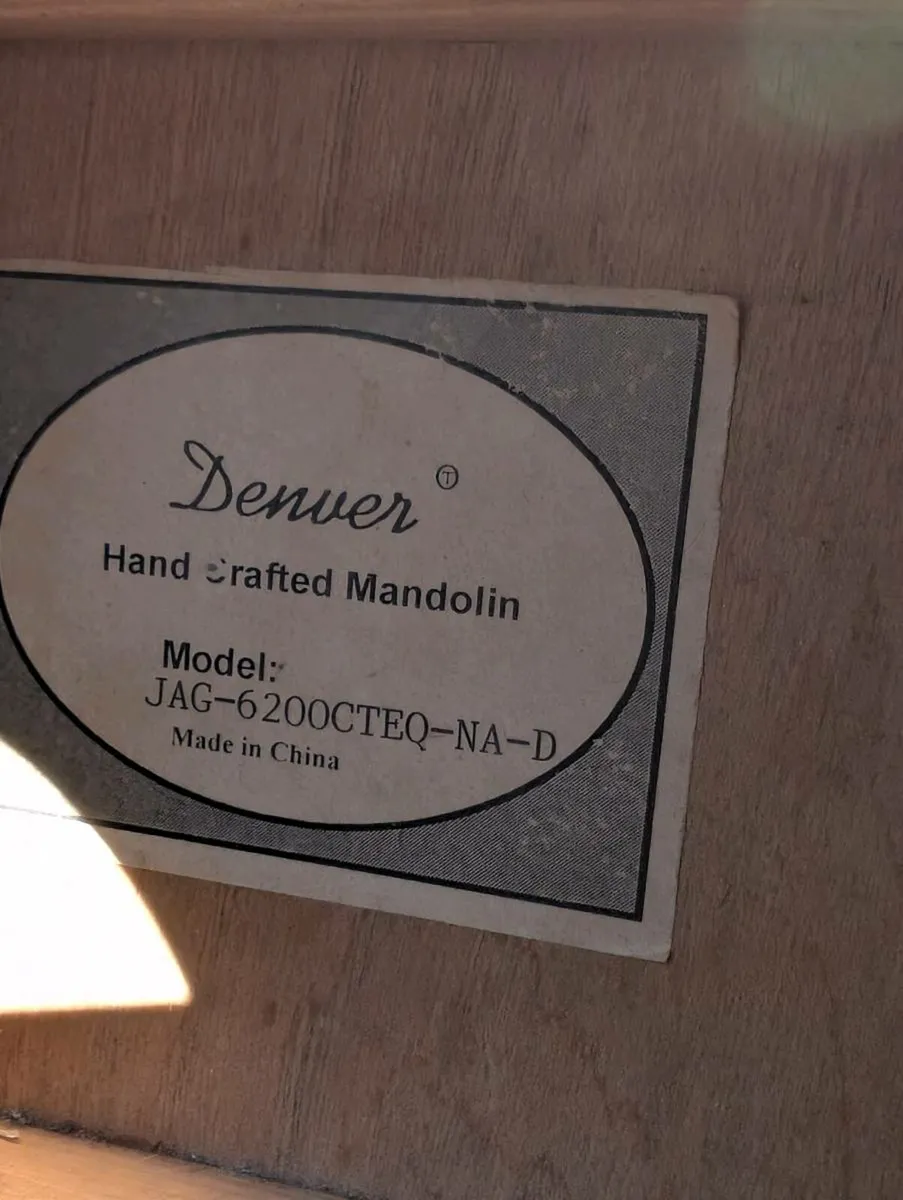 Denver Ⓣ
Hand Crafted Mandolin
Model:
JAG-6200CTEQ-NA-D
Made in China